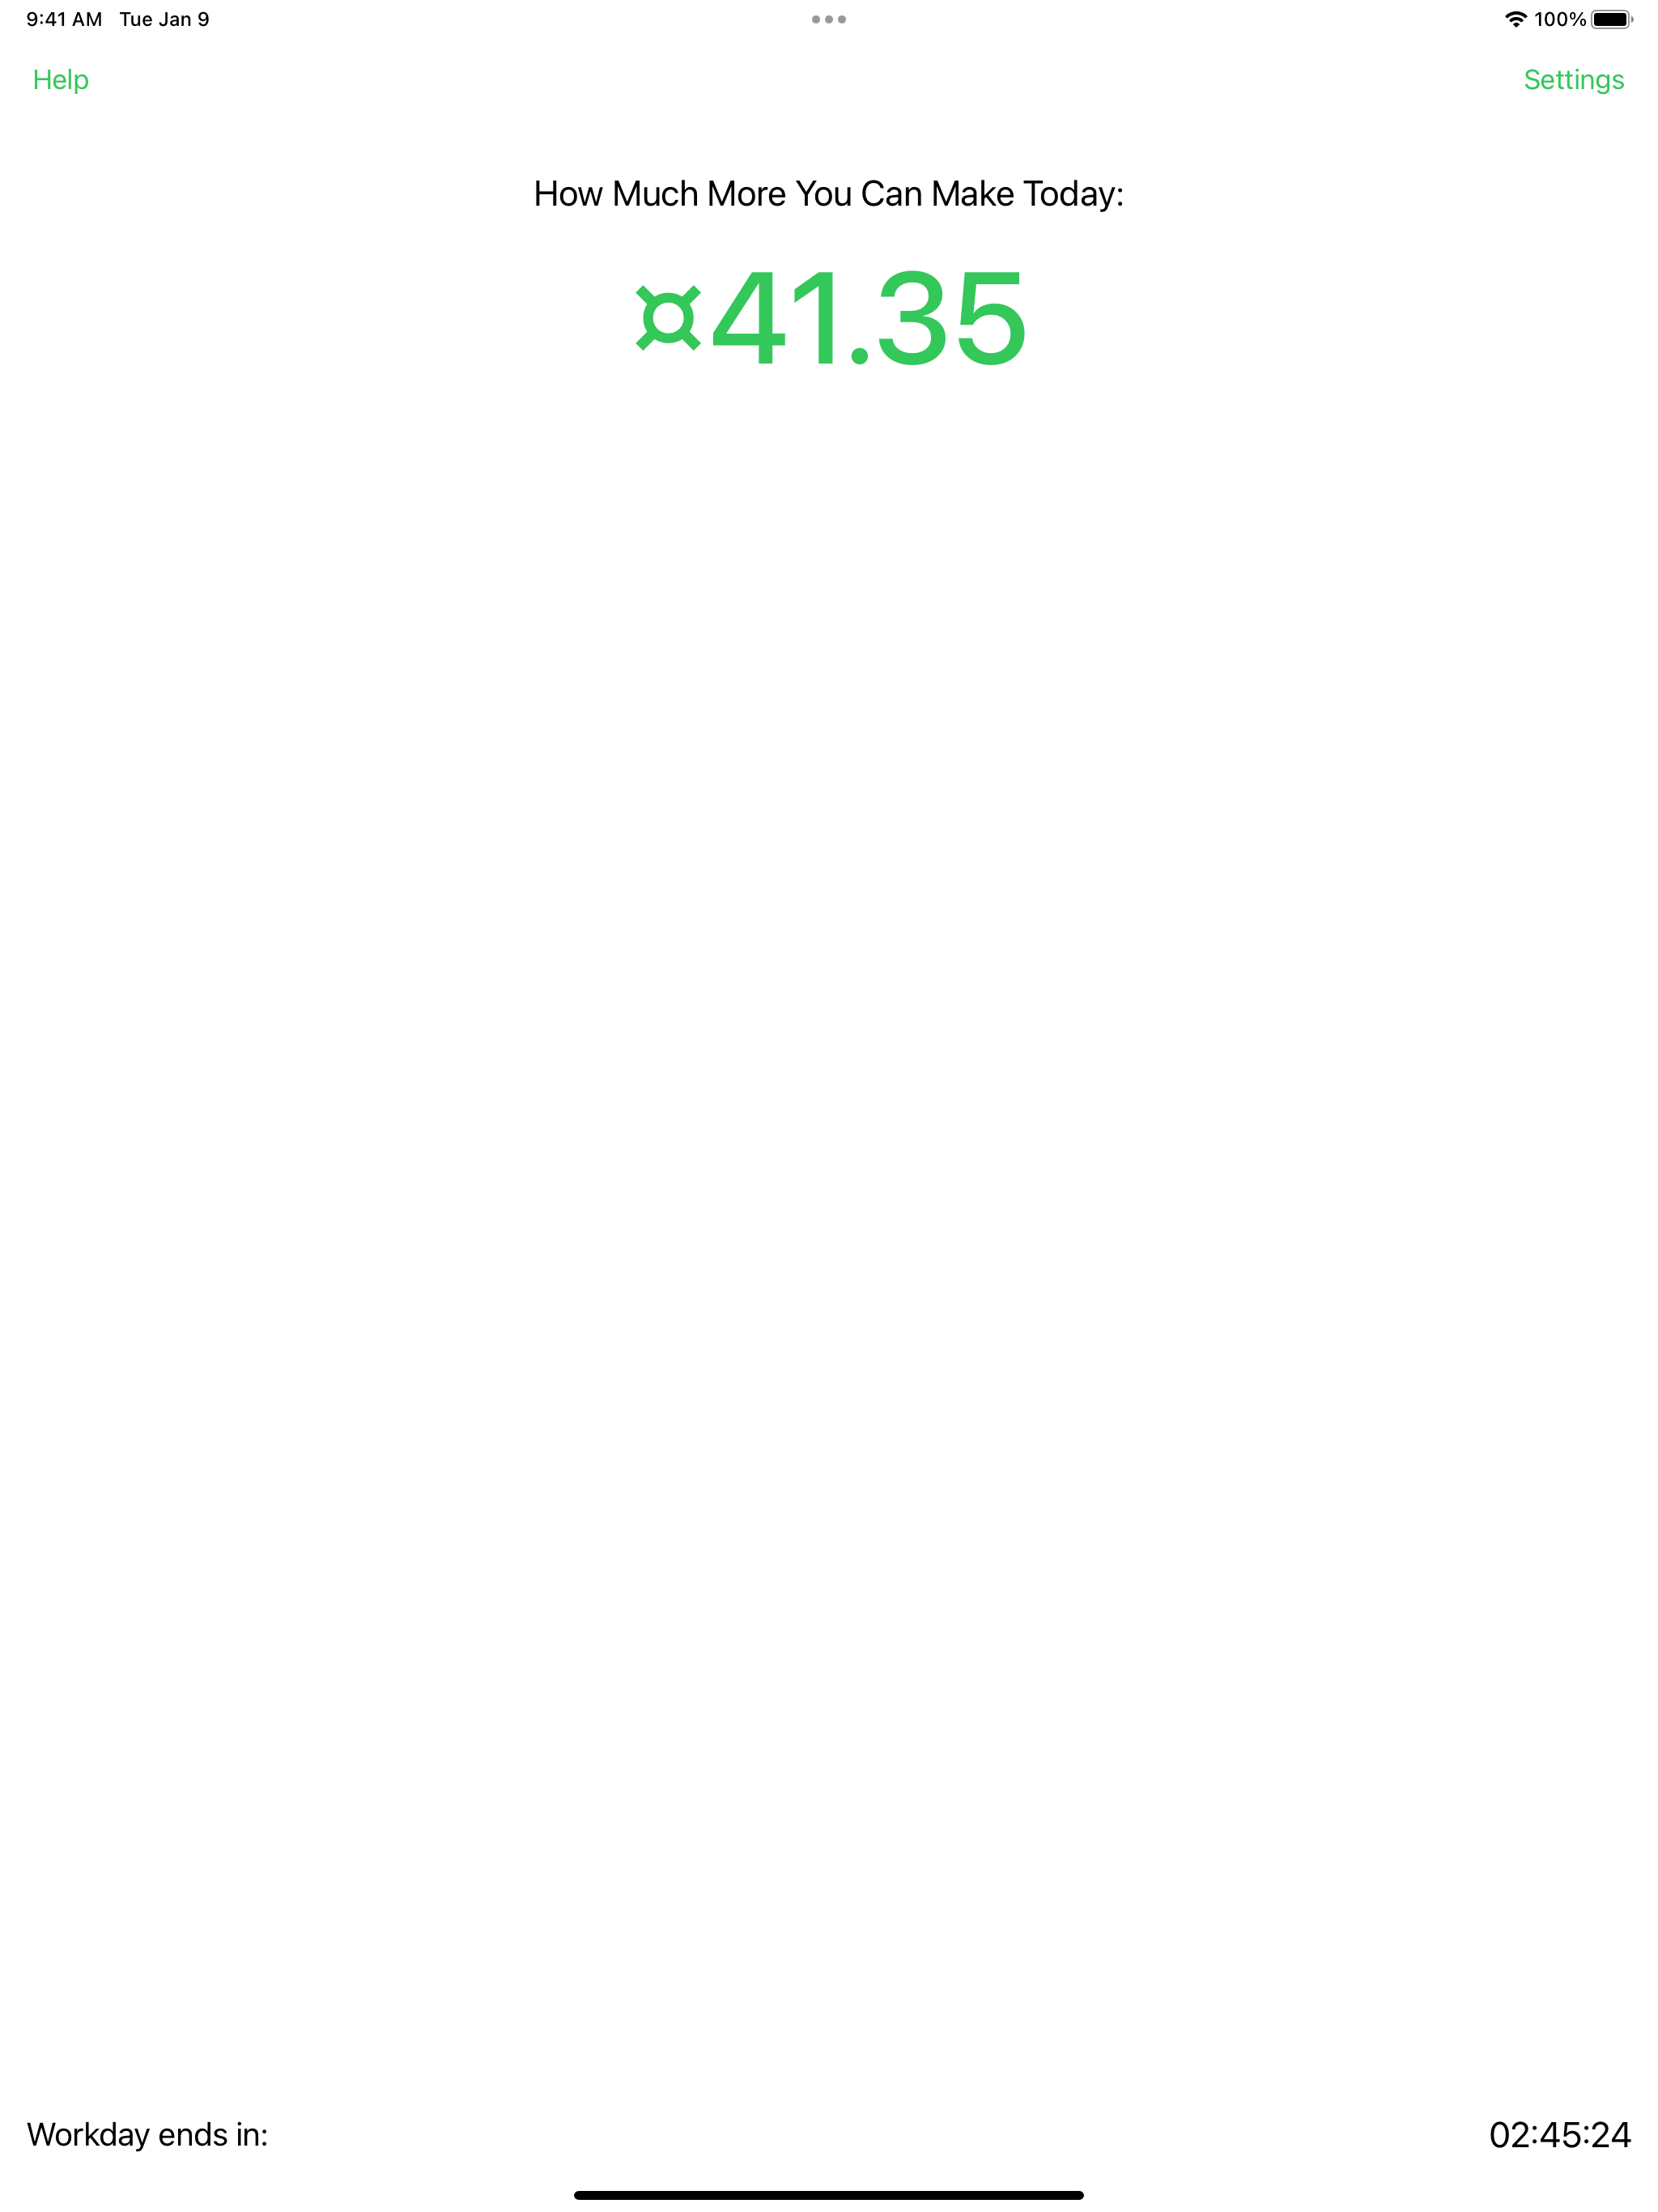 9:41 AM Tue Jan 9 100%
Help Settings
How Much More You Can Make Today:
¤41.35
Workday ends in: 02:45:24